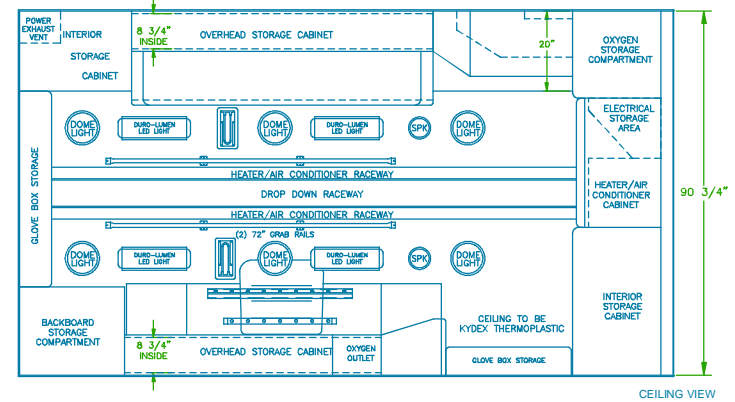 POWER
EXHAUST
VENT
INTERIOR
STORAGE
CABINET
8 3/4"
INSIDE
OVERHEAD STORAGE CABINET
20"
OXYGEN
STORAGE
COMPARTMENT
ELECTRICAL
STORAGE
AREA
DOME
LIGHT
DURO-LUMEN
LED LIGHT
DOME
LIGHT
DURO-LUMEN
LED LIGHT
SPK
DOME
LIGHT
GLOVE BOX STORAGE
HEATER/AIR CONDITIONER RACEWAY
DROP DOWN RACEWAY
HEATER/AIR CONDITIONER RACEWAY
HEATER/AIR
CONDITIONER
CABINET
90 3/4"
(2) 72" GRAB RAILS
DOME
LIGHT
DURO-LUMEN
LED LIGHT
DOME
LIGHT
DURO-LUMEN
LED LIGHT
SPK
DOME
LIGHT
BACKBOARD
STORAGE
COMPARTMENT
8 3/4"
INSIDE
OVERHEAD STORAGE CABINET
OXYGEN
OUTLET
CEILING TO BE
KYDEX THERMOPLASTIC
GLOVE BOX STORAGE
INTERIOR
STORAGE
CABINET
CEILING VIEW